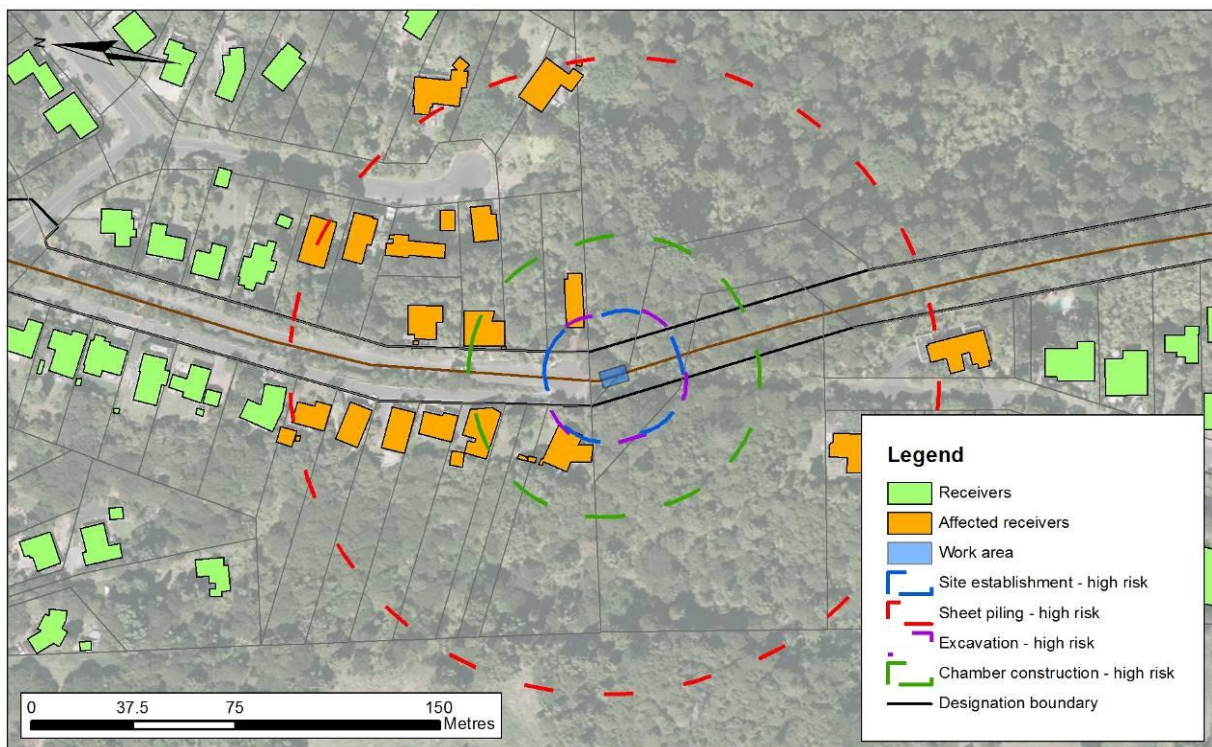 N
Legend
Receivers
Affected receivers
Work area
Site establishment - high risk
Sheet piling - high risk
Excavation - high risk
Chamber construction - high risk
Designation boundary
0 37.5 75 150
Metres